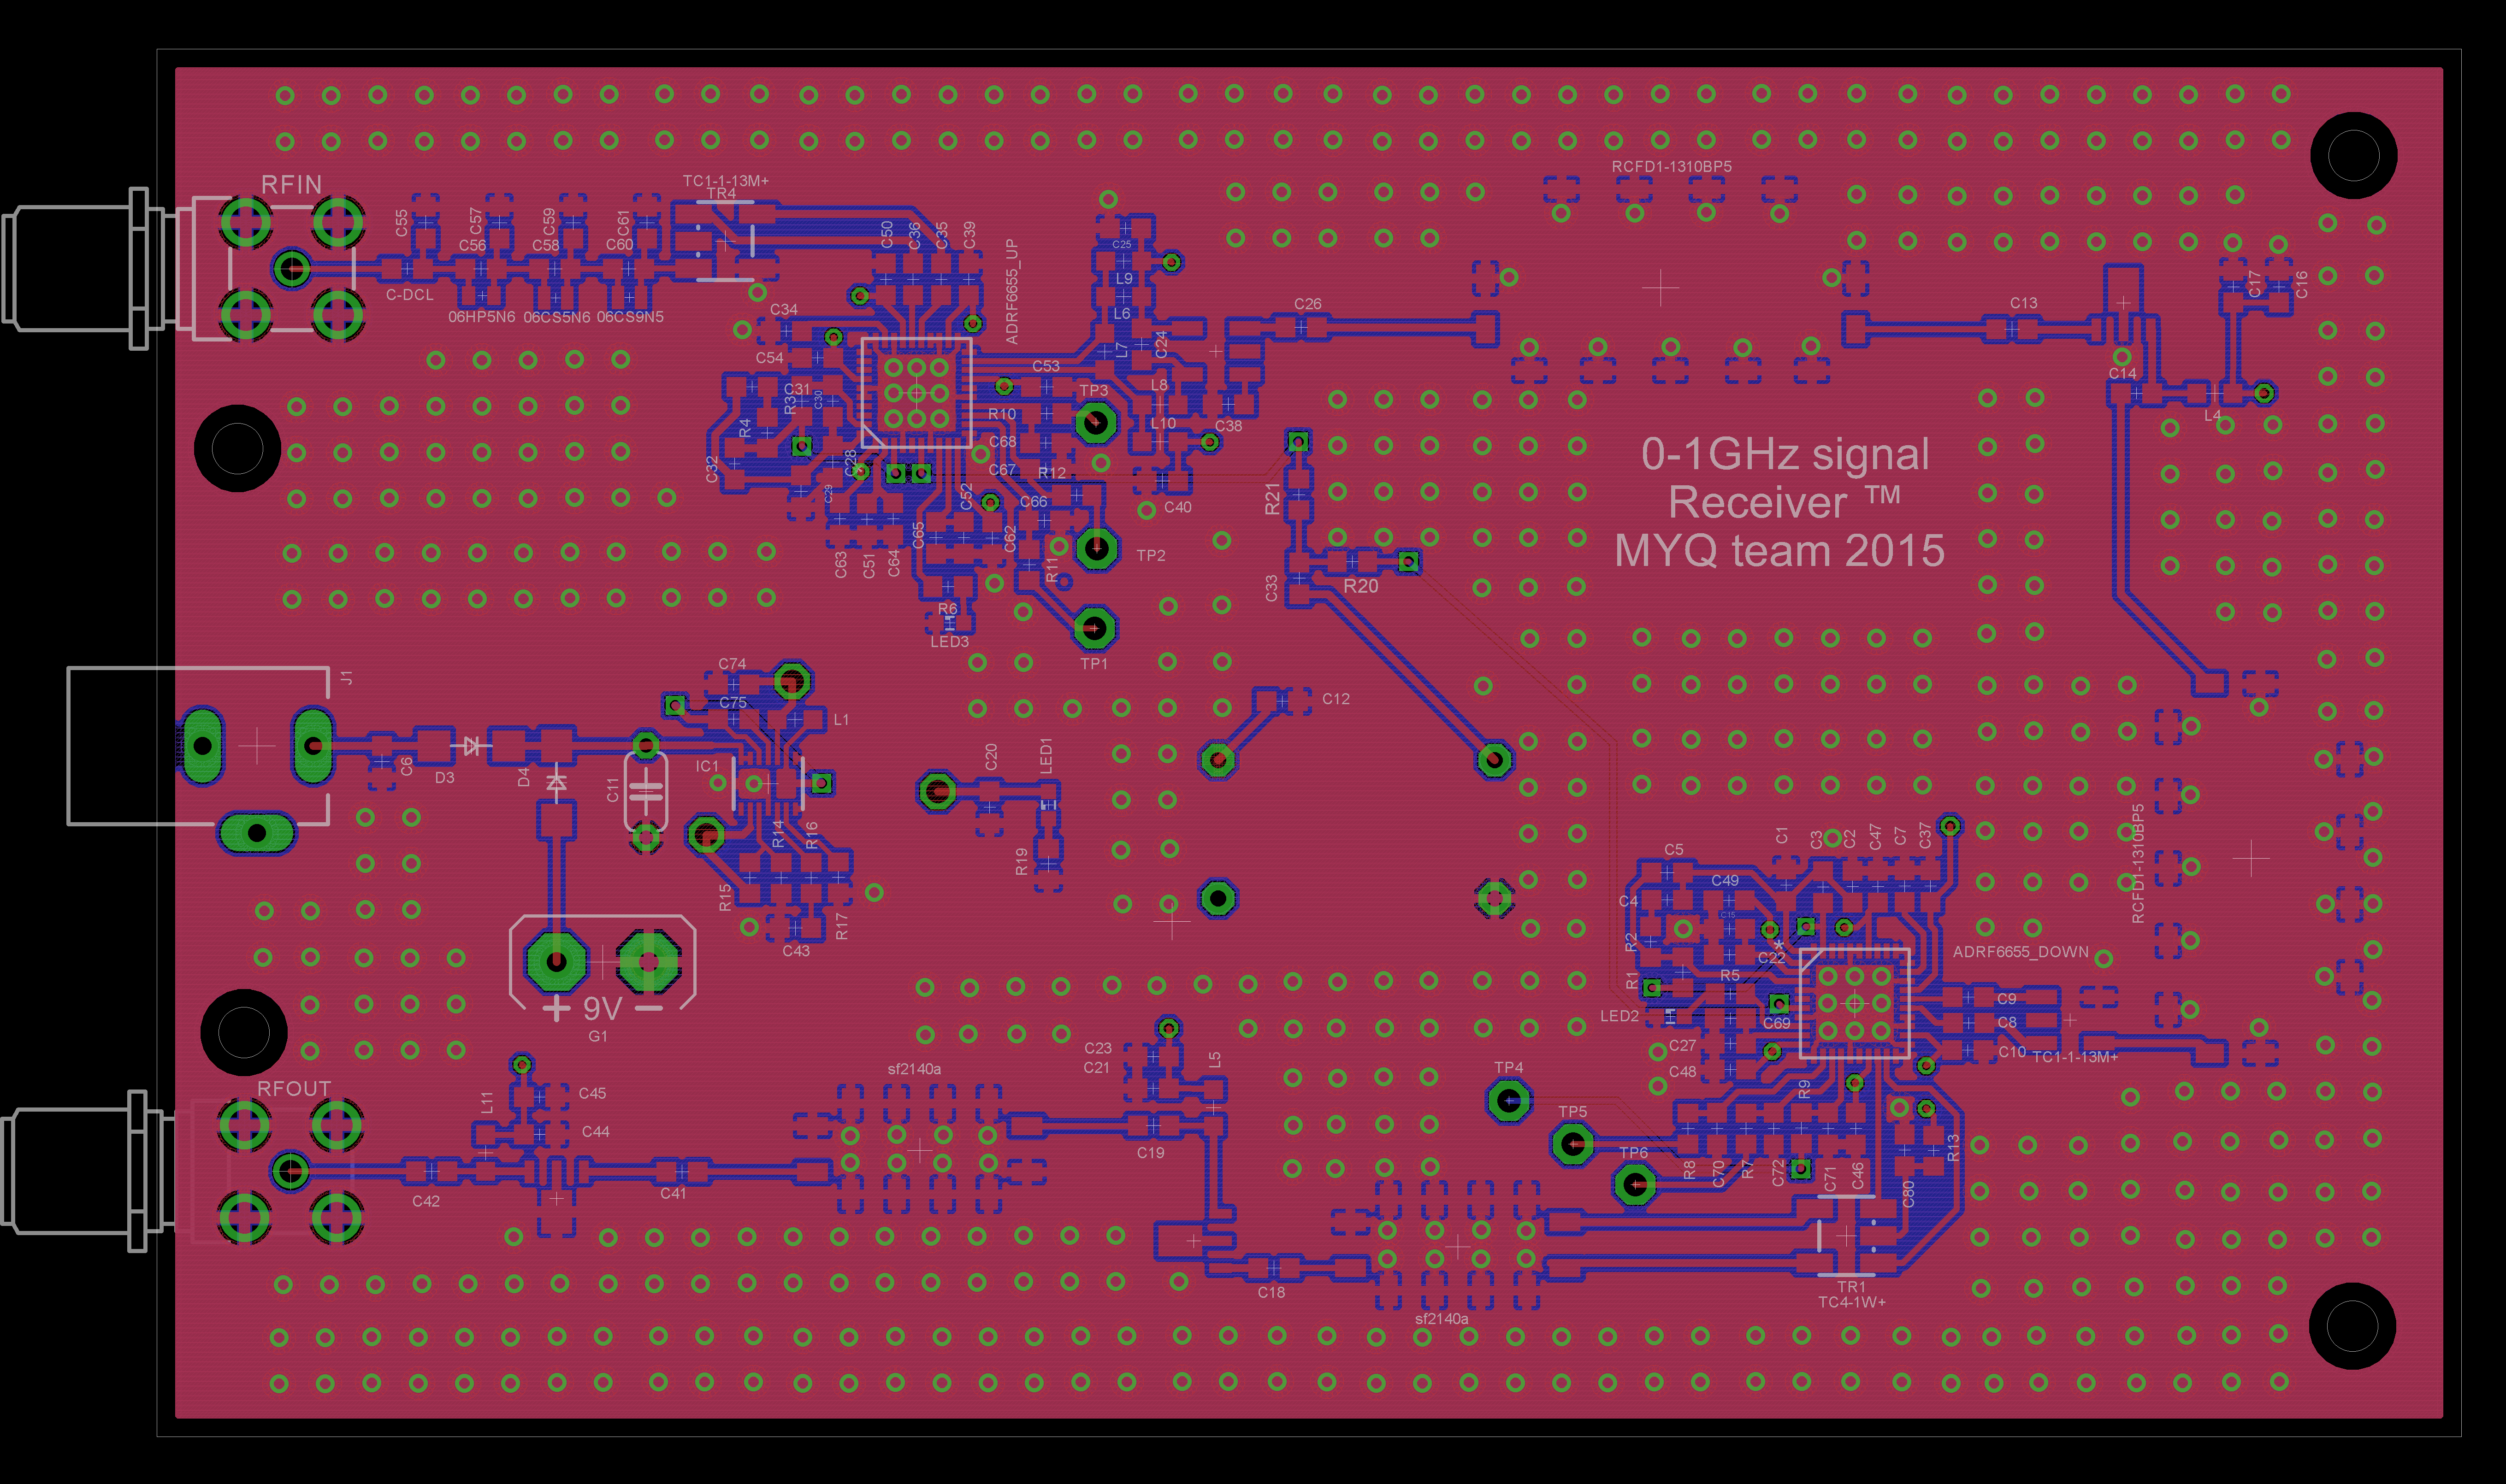 RFIN
TC1-1-13M+
TR4
RCFD1-1310BP5
C55
C57
C59
C61
C56
C58
C60
C-DCL
06HP5N6
06CS5N6
06CS9N5
C50
C36
C35
C39
ADRF6655_UP
C25
L9
L6
L7
C24
C26
C13
C17
C16
C14
L4
C34
C54
C31
R3
C30
R4
C32
C28
C29
C53
TP3
R10
C68
C67
R12
C66
C52
C62
C65
C63
C51
C64
R11
R6
LED3
TP2
TP1
L8
L10
C38
C40
R21
C33
R20
0-1GHz signal
Receiver ™
MYQ team 2015
J1
C6
D3
D4
C11
C74
C75
L1
IC1
R14
R16
R15
R17
C43
C20
LED1
R19
C12
9V
G1
C5
C4
C49
C15
C1
C3
C2
C47
C7
C37
R2
R1
R5
C22
*
LED2
C69
C27
C48
ADRF6655_DOWN
RCFD1-1310BP5
C9
C8
C10
TC1-1-13M+
RFOUT
L11
C45
C44
C42
C41
sf2140a
C23
C21
L5
C19
C18
sf2140a
TP4
TP5
TP6
R9
R8
C70
R7
C72
C71
C46
C80
R13
TR1
TC4-1W+